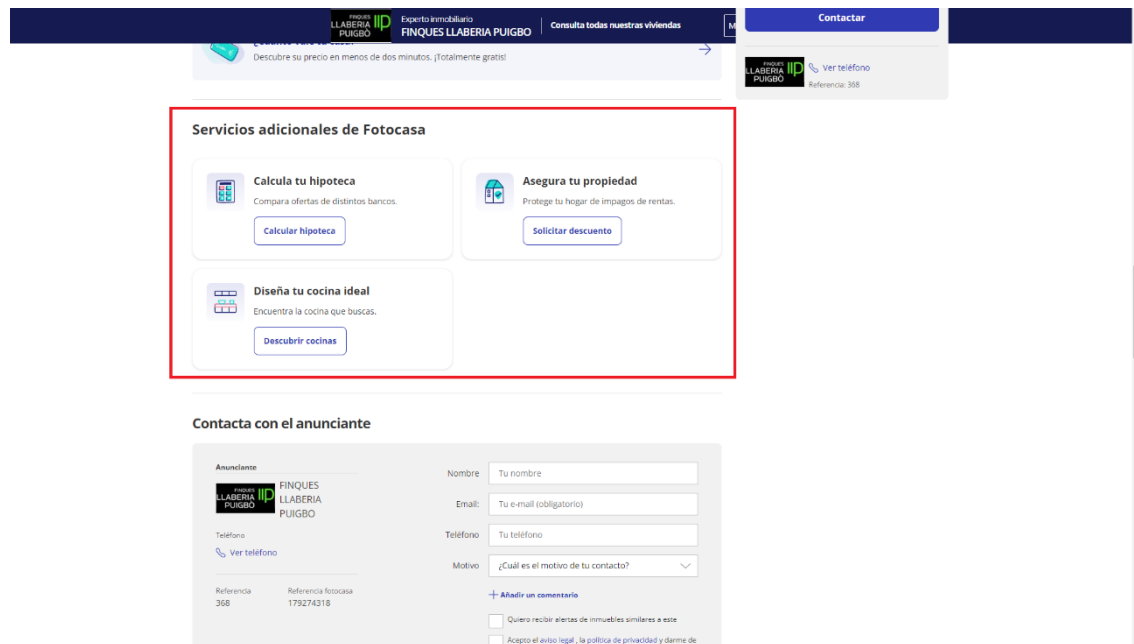 FINQUES
LLABERIA
PUIGBÒ
Experto inmobiliario
FINQUES LLABERIA PUIGBO
Consulta todas nuestras viviendas
M
Contactar
Descubre su precio en menos de dos minutos. ¡Totalmente gratis!
FINQUES
LLABERIA
PUIGBÒ
Ver teléfono
Referencia: 368
Servicios adicionales de Fotocasa
Calcula tu hipoteca
Compara ofertas de distintos bancos.
Calcular hipoteca
Asegura tu propiedad
Protege tu hogar de impagos de rentas.
Solicitar descuento
Diseña tu cocina ideal
Encuentra la cocina que buscas.
Descubrir cocinas
Contacta con el anunciante
Anunciante
FINQUES
LLABERIA
PUIGBÒ
FINQUES
LLABERIA
PUIGBO
Teléfono
Ver teléfono
Referencia
368
Referencia fotocasa
179274318
Nombre
Tu nombre
Email:
Tu e-mail (obligatorio)
Teléfono
Tu teléfono
Motivo
¿Cuál es el motivo de tu contacto?
Añadir un comentario
Quiero recibir alertas de inmuebles similares a este
Acepto el aviso legal , la política de privacidad y darme de